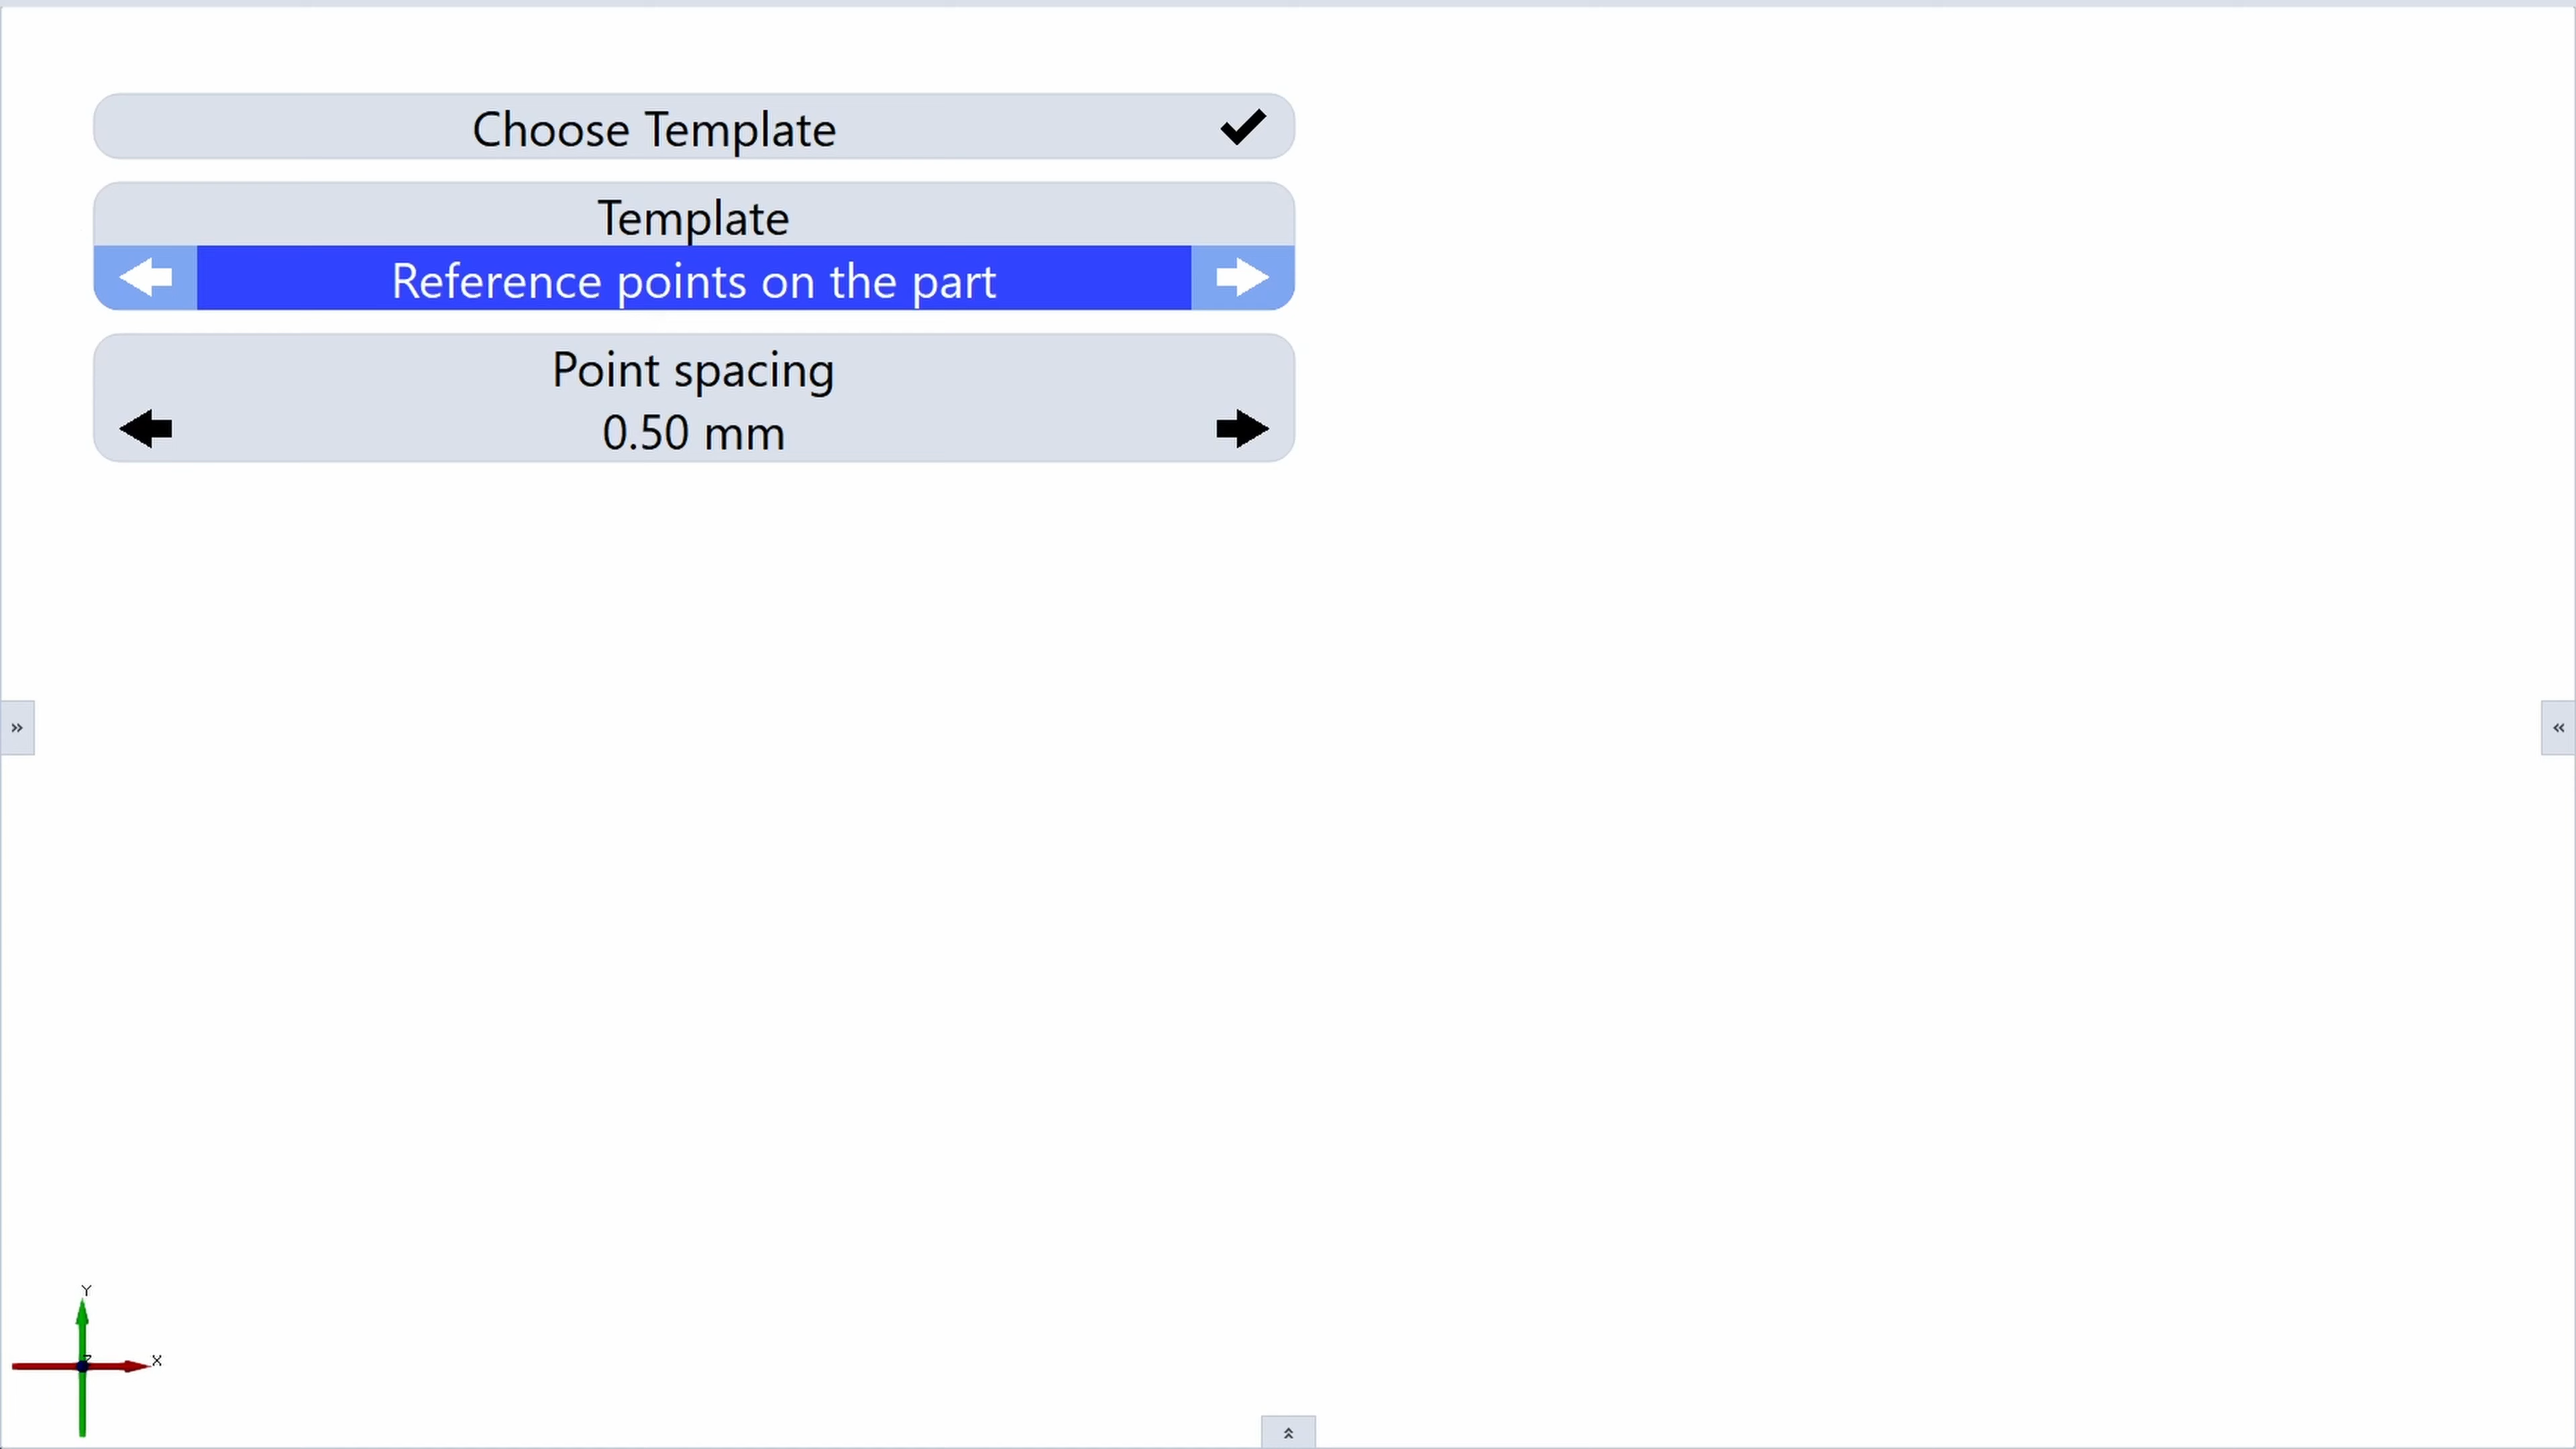 Choose Template
Template
Reference points on the part
Point spacing
0.50 mm
»
«
Y
Z
X